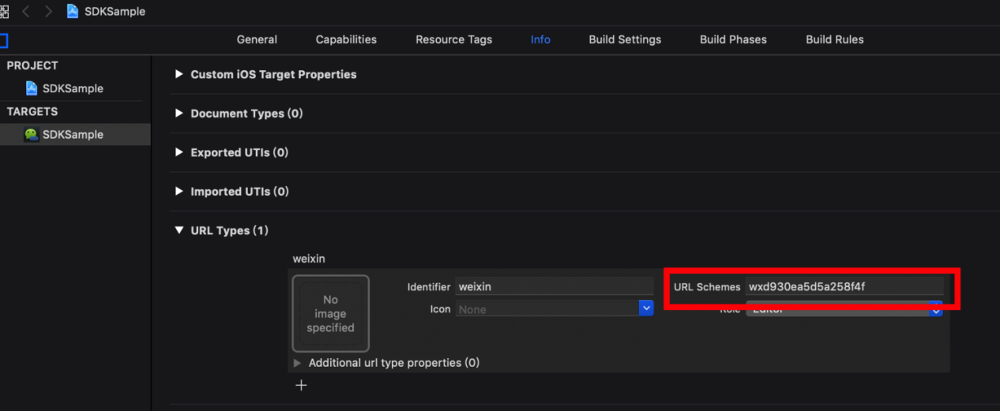 SDKSample
General Capabilities Resource Tags Info Build Settings Build Phases Build Rules
PROJECT
SDKSample
TARGETS
SDKSample
Custom iOS Target Properties
Document Types (0)
Exported UTIs (0)
Imported UTIs (0)
URL Types (1)
weixin
No
image
specified
Identifier weixin
URL Schemes wxd930ea5d5a258f4f
Icon None
Role Editor
Additional url type properties (0)